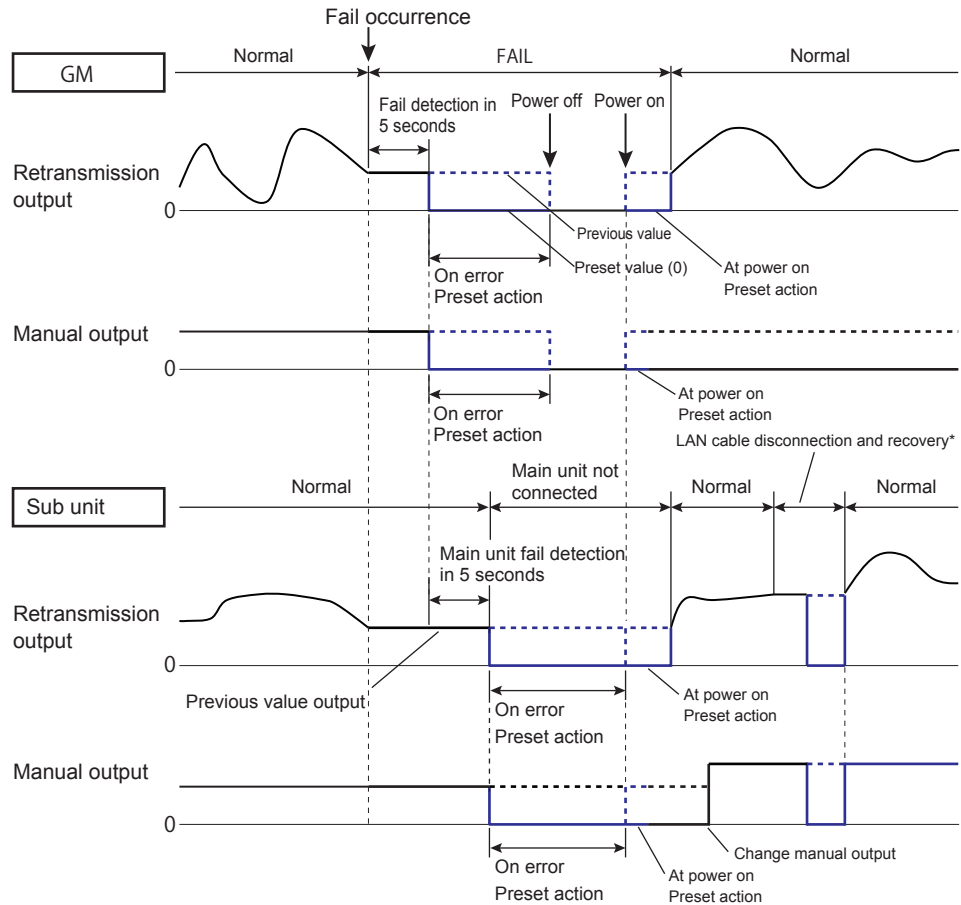 Fail occurrence
Normal
FAIL
Normal
GM
Fail detection in
5 seconds
Power off
Power on
Retransmission
output
0
Previous value
Preset value (0)
At power on
Preset action
On error
Preset action
Manual output
0
At power on
Preset action
On error
Preset action
LAN cable disconnection and recovery*
Main unit not
connected
Normal
Normal
Normal
Sub unit
Main unit fail detection
in 5 seconds
Retransmission
output
0
Previous value output
At power on
Preset action
On error
Preset action
Manual output
0
Change manual output
On error
Preset action
At power on
Preset action